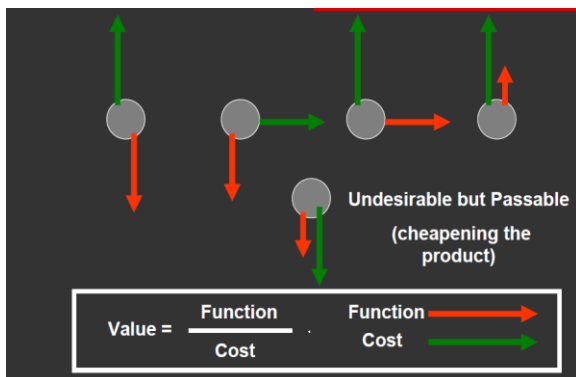 Undesirable but Passable
(cheapening the
product)
Value = Function
Cost
.
Function
Cost